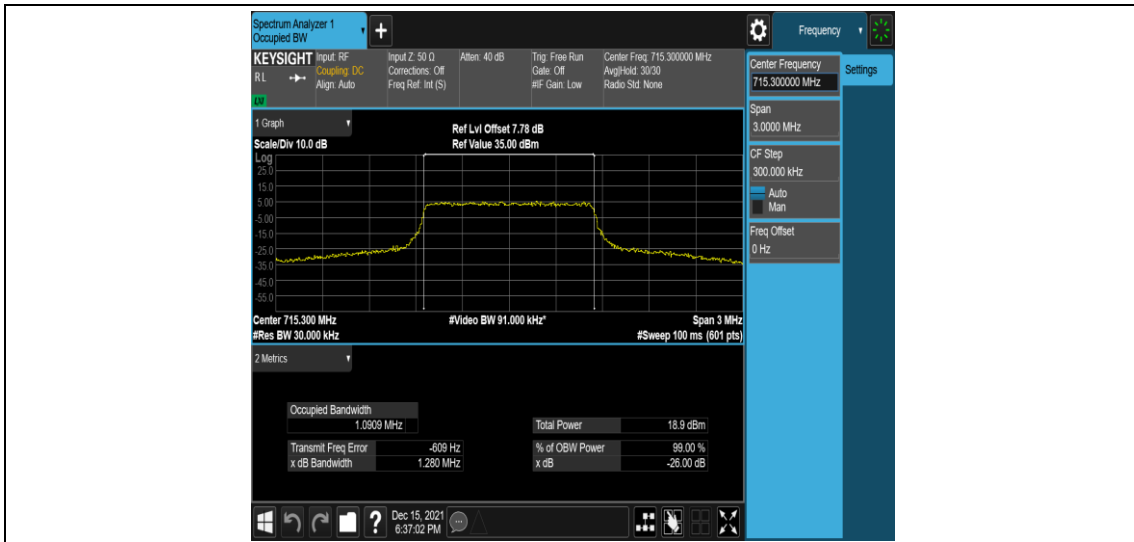 Spectrum Analyzer 1
Occupied BW
+
Frequency
KEYSIGHT
RL
LXI
Input: RF
Coupling: DC
Align: Auto
Input Z: 50 Ω
Corrections: Off
Freq Ref: Int (S)
Atten: 40 dB
Trig: Free Run
Gate: Off
#IF Gain: Low
Center Freq: 715.300000 MHz
Avg|Hold: 30/30
Radio Std: None
Center Frequency
715.300000 MHz
Settings
Span
3.0000 MHz
CF Step
300.000 kHz
Auto
Man
Freq Offset
0 Hz
1 Graph
Scale/Div 10.0 dB
Ref Lvl Offset 7.78 dB
Ref Value 35.00 dBm
Log
25.0
15.0
5.00
-5.00
-15.0
-25.0
-35.0
-45.0
-55.0
Center 715.300 MHz
#Video BW 91.000 kHz*
Span 3 MHz
#Res BW 30.000 kHz
#Sweep 100 ms (601 pts)
2 Metrics
Occupied Bandwidth
1.0909 MHz
Total Power 18.9 dBm
Transmit Freq Error -609 Hz
% of OBW Power 99.00 %
x dB Bandwidth 1.280 MHz
x dB -26.00 dB
?
Dec 15, 2021
6:37:02 PM